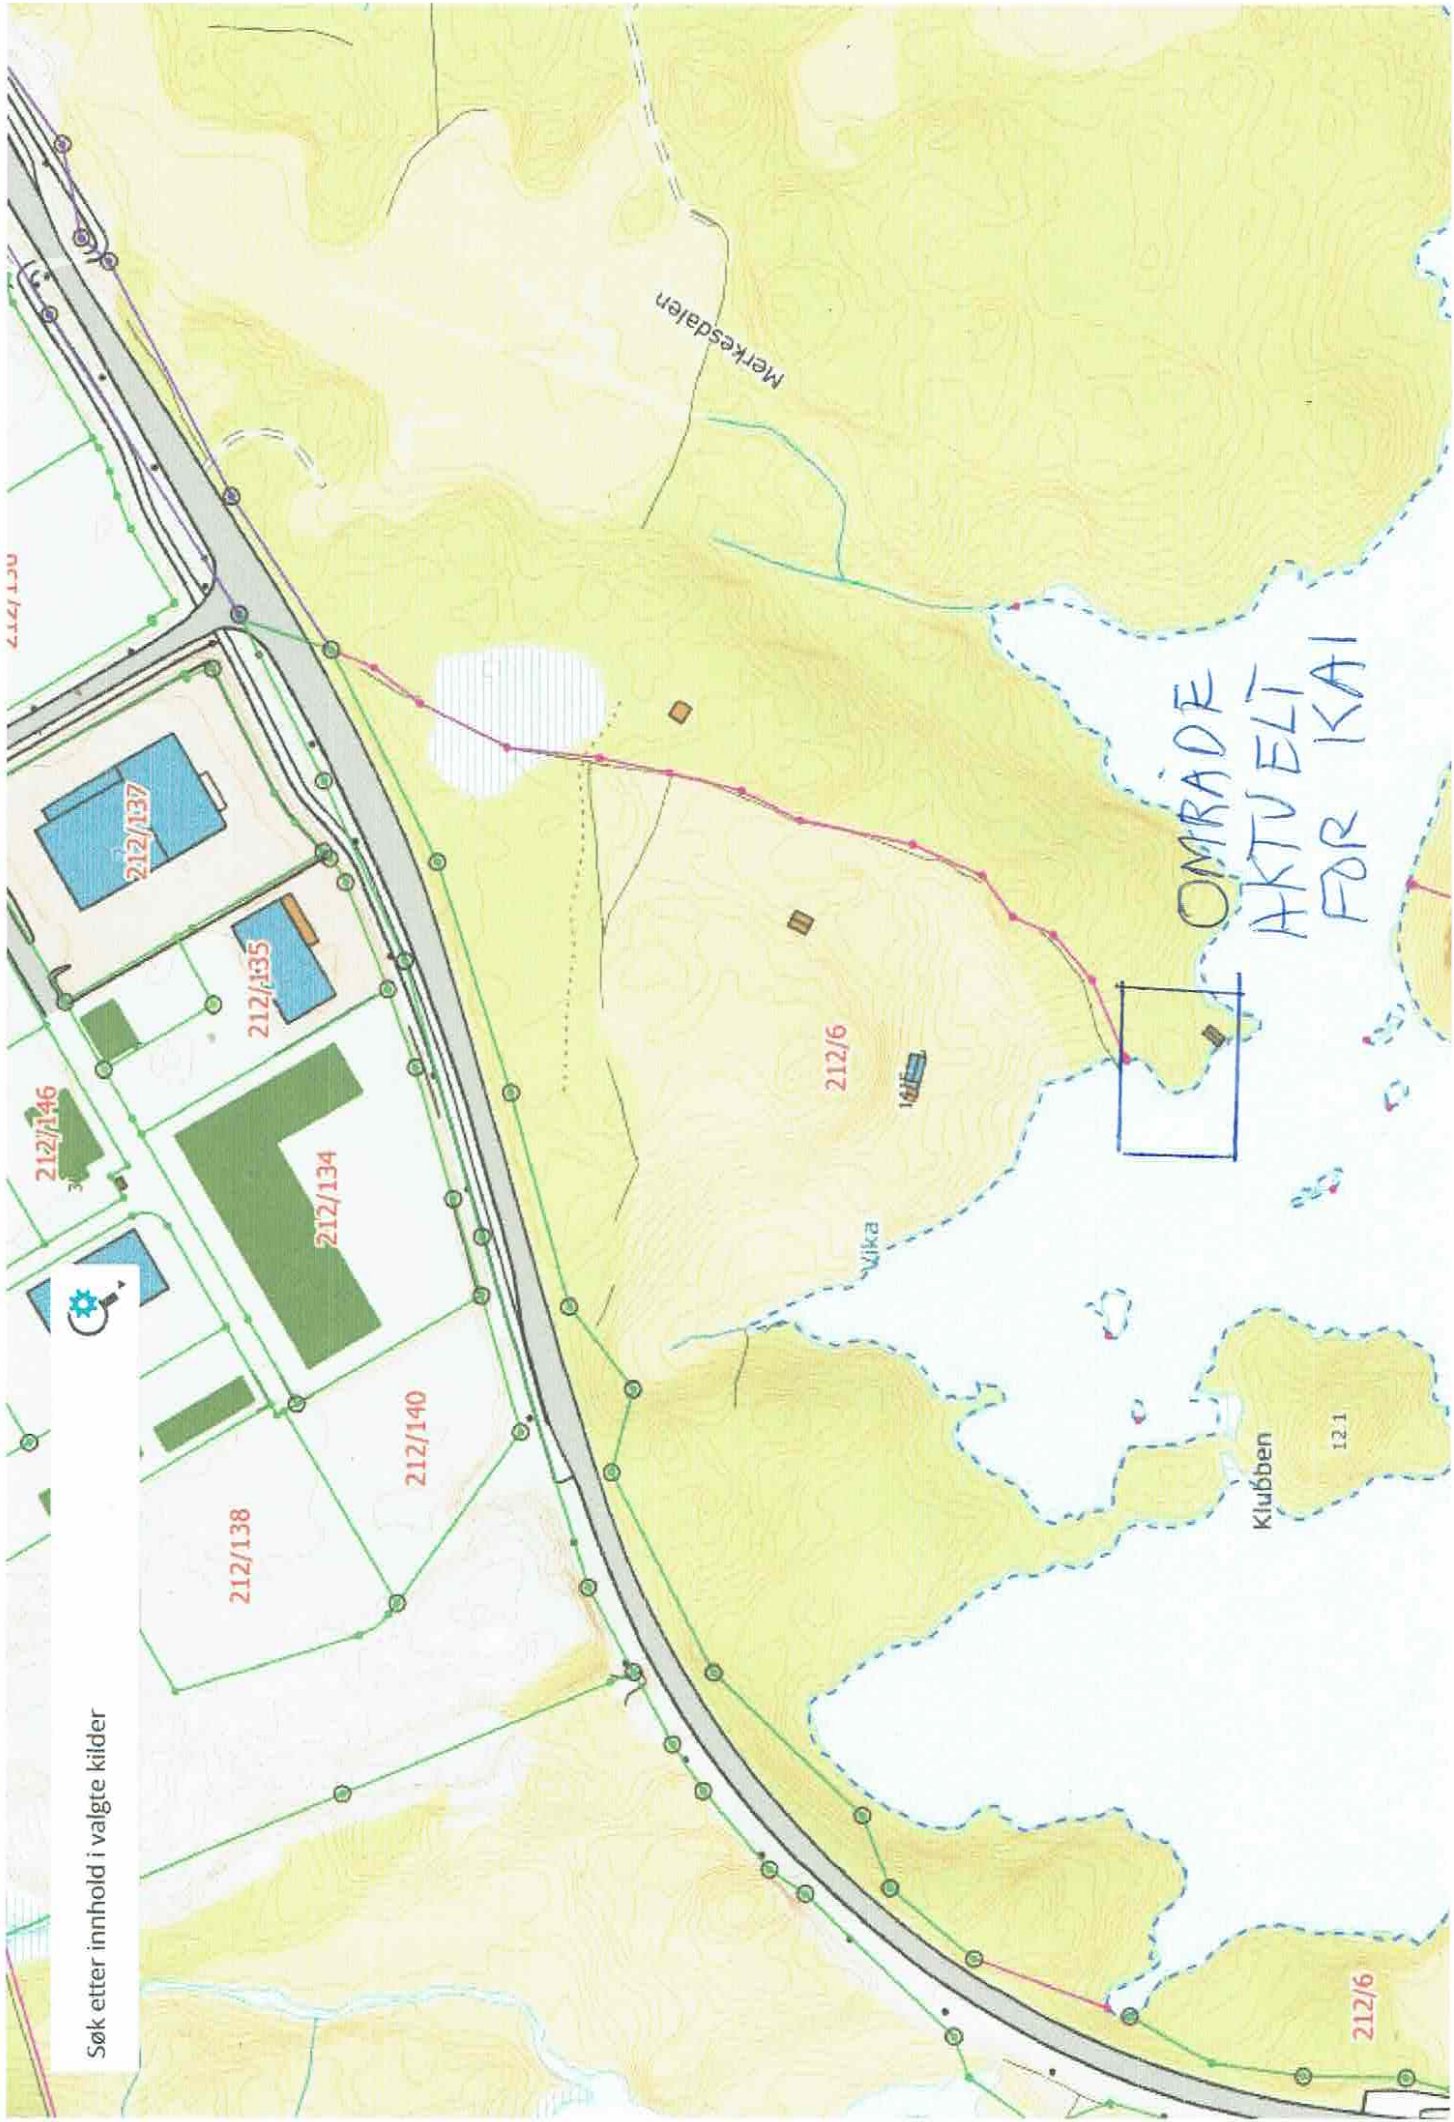 Søk etter innhold i valgte kilder
212/138
212/140
212/146
212/134
212/135
212/137
212/6
Vika
Merkesdalen
Klubben
12.1
212/6
OMRÅDE
AKTUELT
FOR KAI